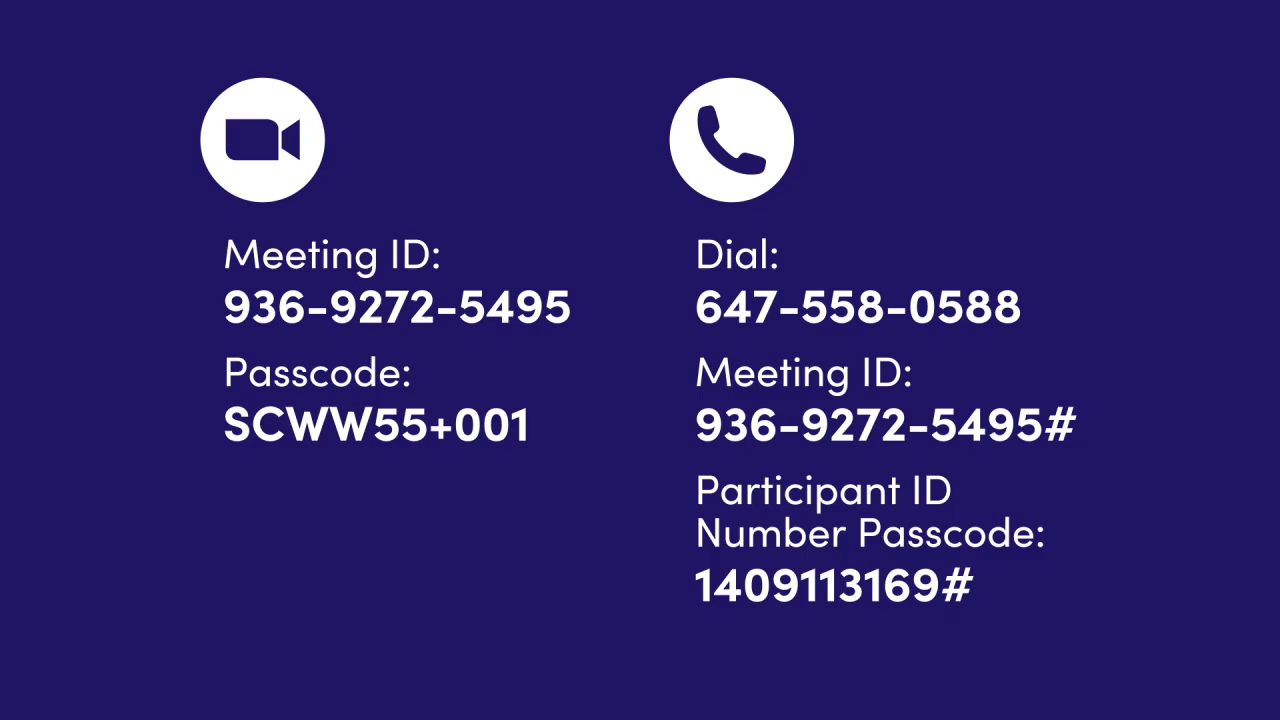 Meeting ID:
936-9272-5495
Passcode:
SCWW55+001
Dial:
647-558-0588
Meeting ID:
936-9272-5495#
Participant ID
Number Passcode:
1409113169#